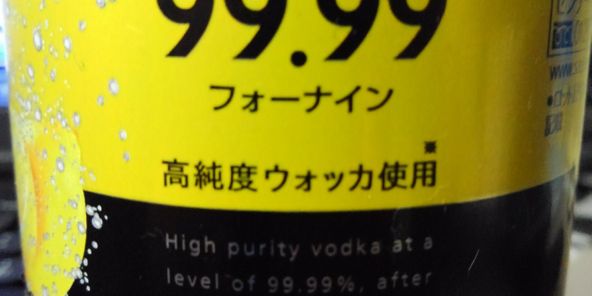 99.99
フォーナイン
※
高純度ウォッカ使用
High purity vodka at a
level of 99.99%, after